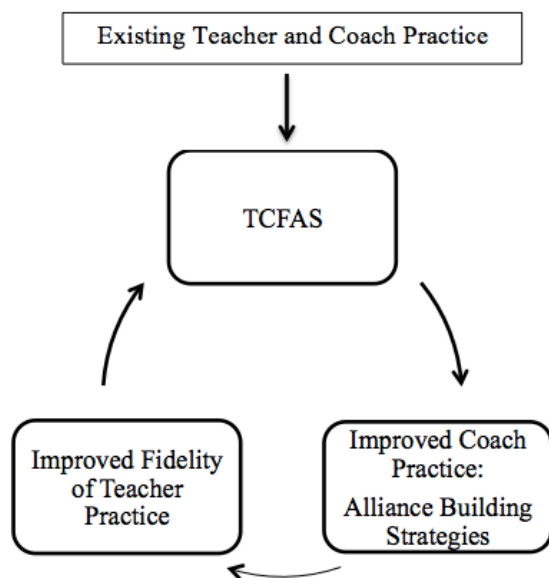 Existing Teacher and Coach Practice
TCFAS
Improved Fidelity
of Teacher
Practice
Improved Coach
Practice:
Alliance Building
Strategies